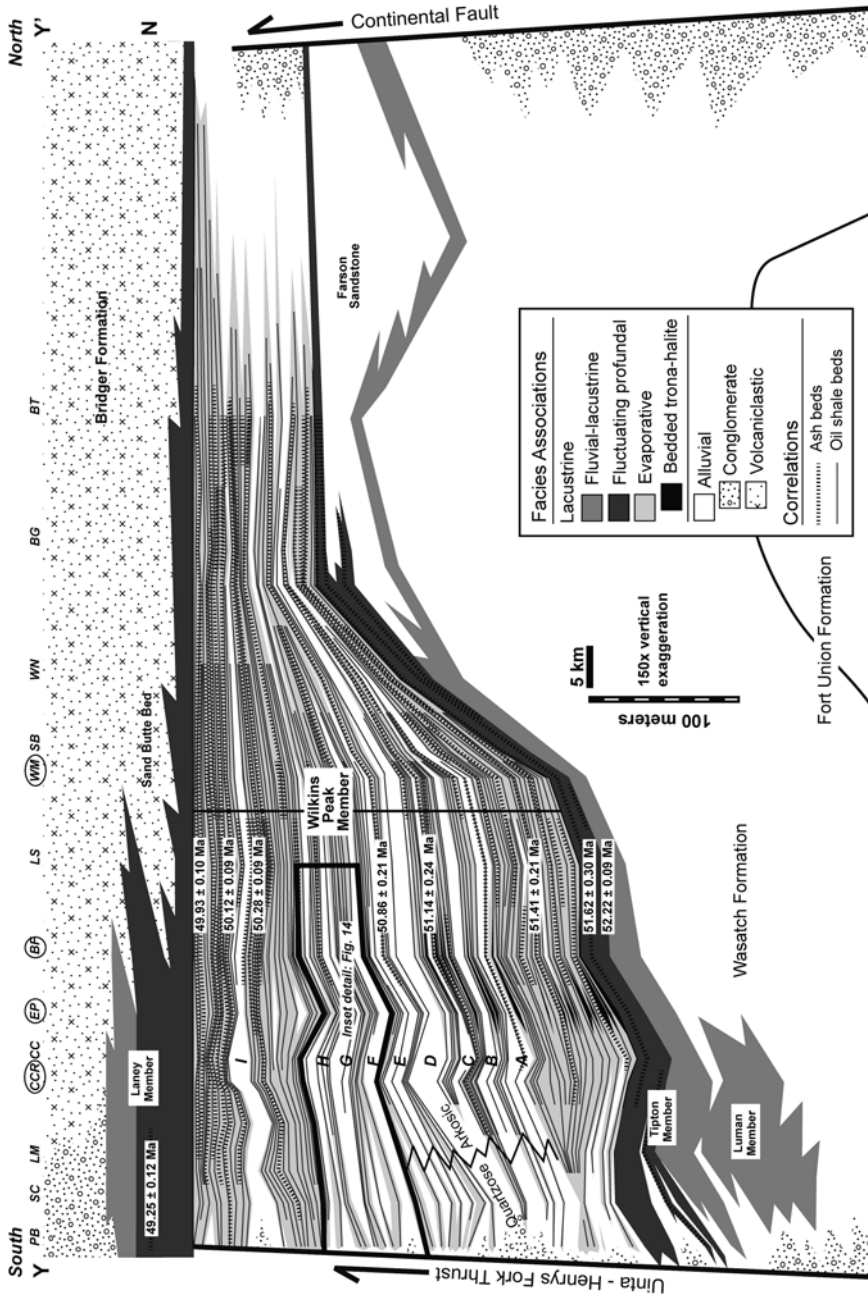 South
Y
North
Y'
N
PB
SC
LM
CCR
CC
EP
BF
LS
WM
SB
WN
BG
BT
Continental Fault
Uinta - Henrys Fork Thrust
Bridger Formation
Sand Butte Bed
Laney
Member
49.25 ± 0.12 Ma
49.93 ± 0.10 Ma
50.12 ± 0.09 Ma
50.28 ± 0.09 Ma
Wilkins
Peak
Member
Inset detail: Fig. 14
50.86 ± 0.21 Ma
51.14 ± 0.24 Ma
51.41 ± 0.21 Ma
51.62 ± 0.30 Ma
52.22 ± 0.09 Ma
I
H
G
F
E
D
C
B
A
Quartzose
Arkosic
Farson
Sandstone
Tipton
Member
Luman
Member
Wasatch Formation
Fort Union Formation
5 km
100 meters
150x vertical
exaggeration
Facies Associations
Lacustrine
Fluvial-lacustrine
Fluctuating profundal
Evaporative
Bedded trona-halite
Alluvial
Conglomerate
Volcaniclastic
Correlations
Ash beds
Oil shale beds